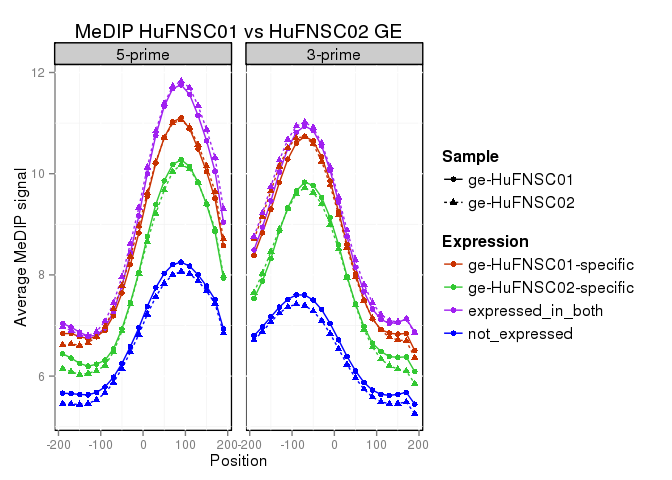 MeDIP HuFNSC01 vs HuFNSC02 GE
5-prime 3-prime
12
10
8
6
Average MeDIP signal
-200 -100 0 100 200 -200 -100 0 100 200
Position
Sample
ge-HuFNSC01
ge-HuFNSC02
Expression
ge-HuFNSC01-specific
ge-HuFNSC02-specific
expressed_in_both
not_expressed